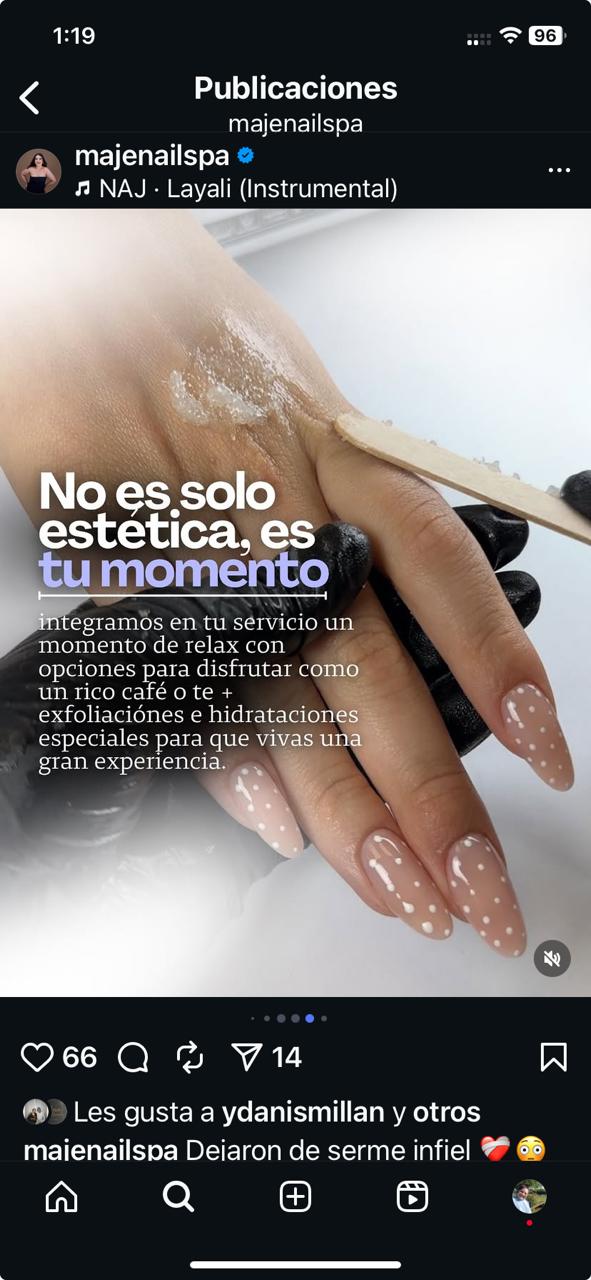 1:19
96
Publicaciones
majenailspa
majenailspa
NAJ · Layali (Instrumental)
No es solo
estética, es
tu momento
integramos en tu servicio un
momento de relax con
opciones para disfrutar como
un rico café o te +
exfoliaciónes e hidrataciones
especiales para que vivas una
gran experiencia.
66
14
Les gusta a ydanismillan y otros
majenailspa Dejaron de serme infiel ❤️‍🩹😳